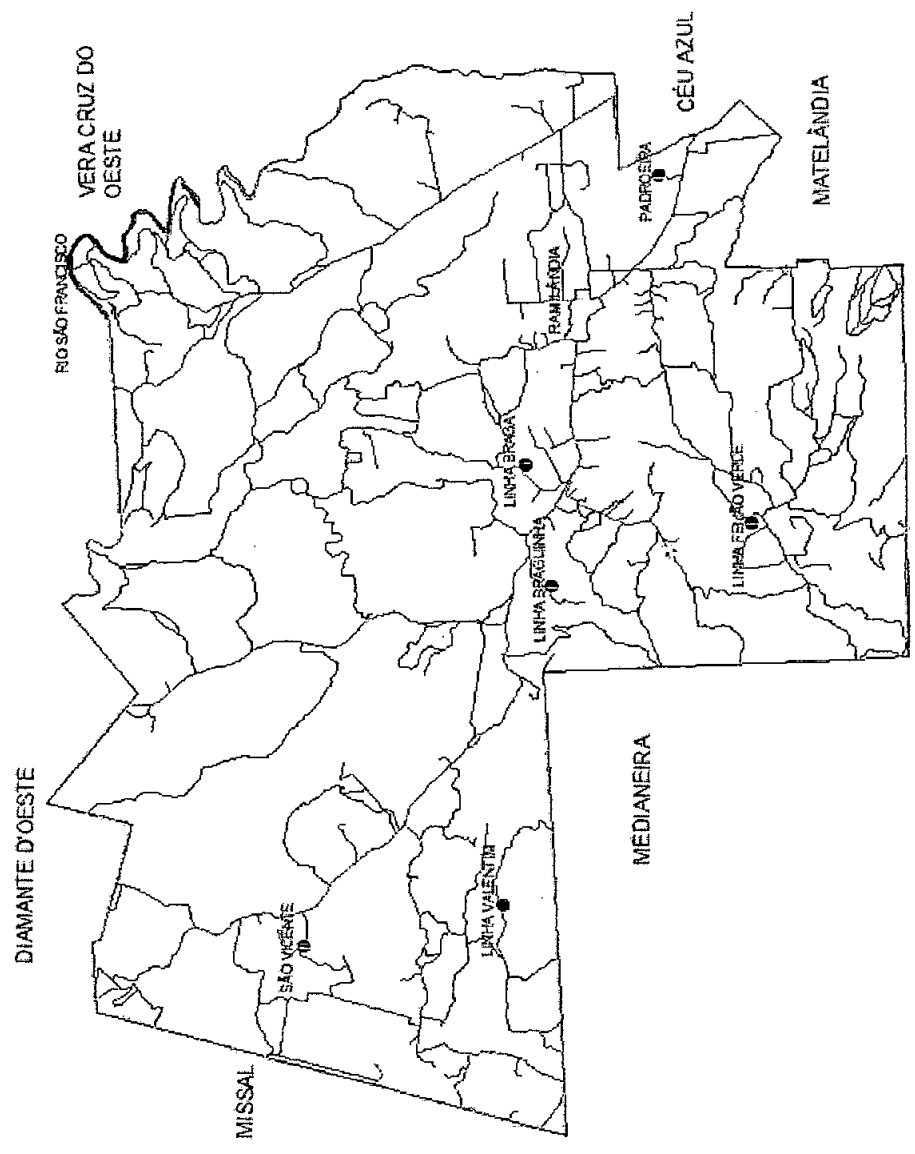 DIAMANTE D'OESTE
VERA CRUZ DO
OESTE
RIO SÃO FRANCISCO
MISSAL
SÃO VICENTE
LINHA VALENTIM
LINHA BRAGUINHA
LINHA BRAGA
RAMILÂNDIA
PADROEIRA
CÉU AZUL
LINHA FEIJÃO VERDE
MEDIANEIRA
MATELÂNDIA